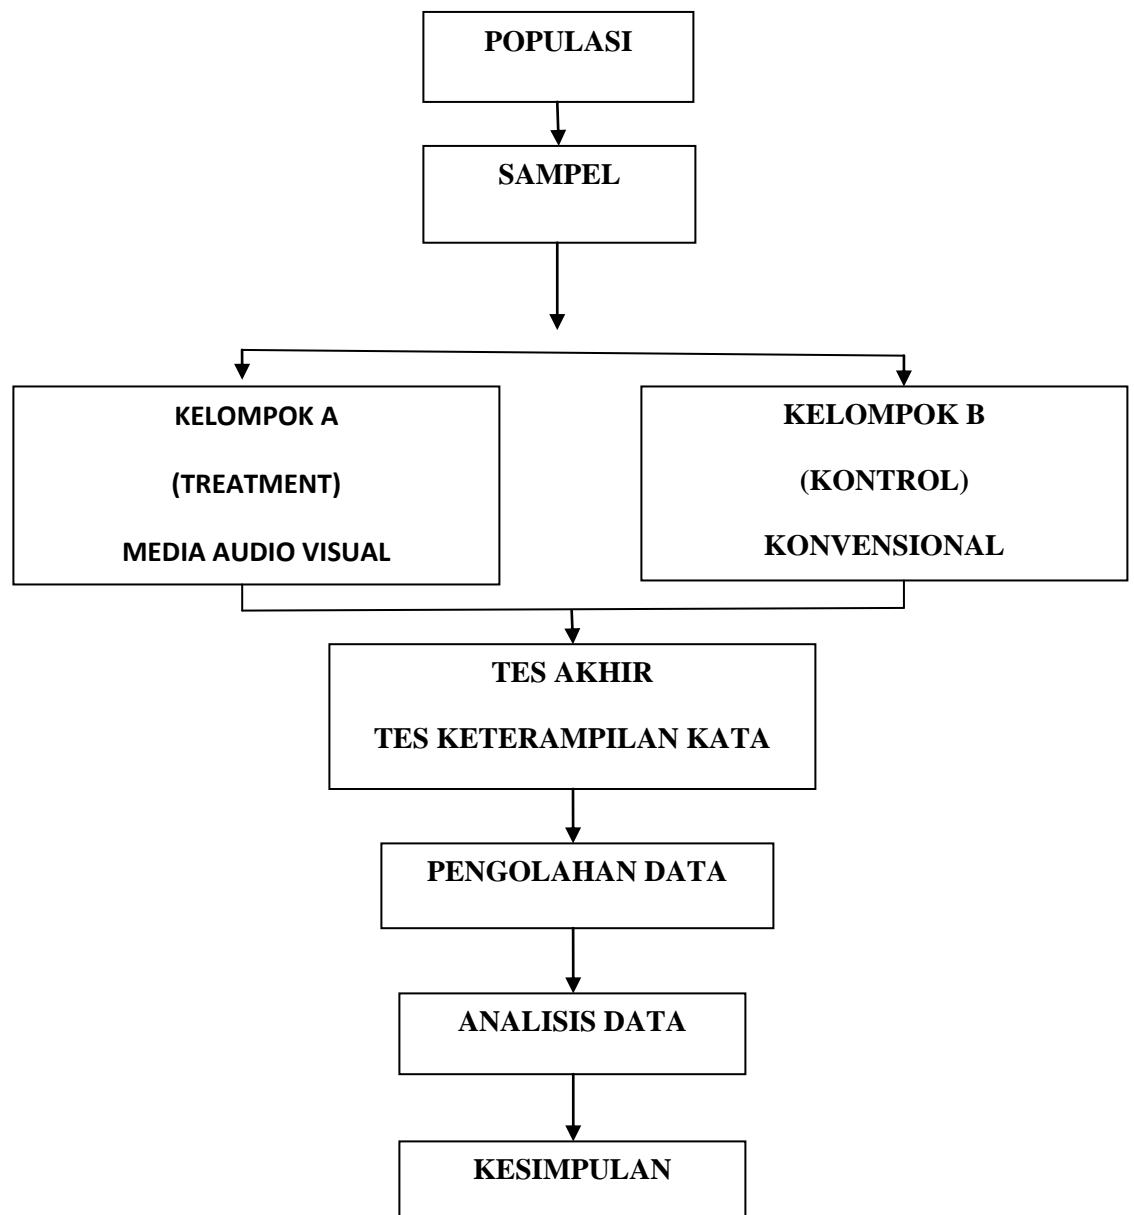 POPULASI
SAMPEL
KELOMPOK A
(TREATMENT)
MEDIA AUDIO VISUAL
KELOMPOK B
(KONTROL)
KONVENSIONAL
TES AKHIR
TES KETERAMPILAN KATA
PENGOLAHAN DATA
ANALISIS DATA
KESIMPULAN